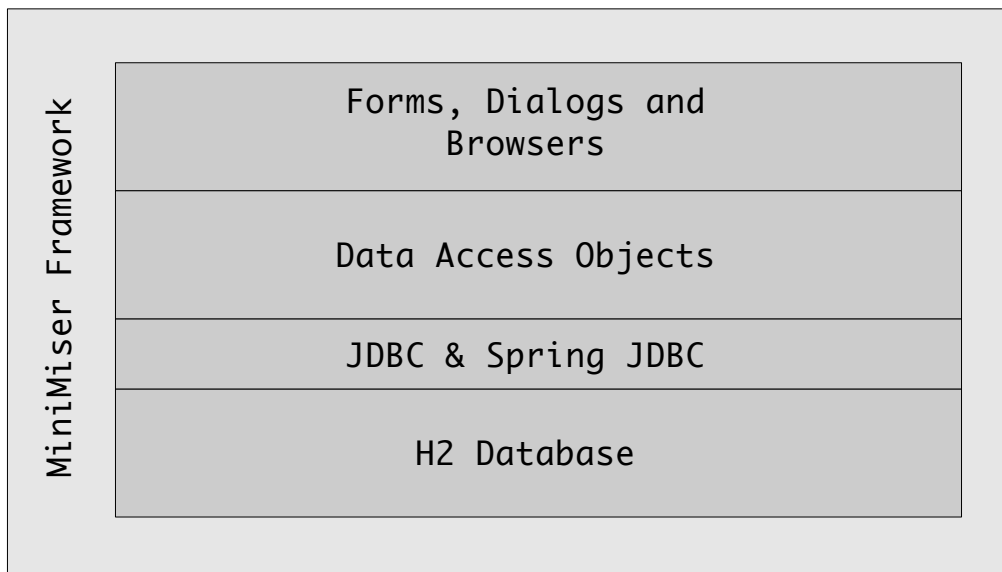 MiniMiser Framework
Forms, Dialogs and
Browsers
Data Access Objects
JDBC & Spring JDBC
H2 Database